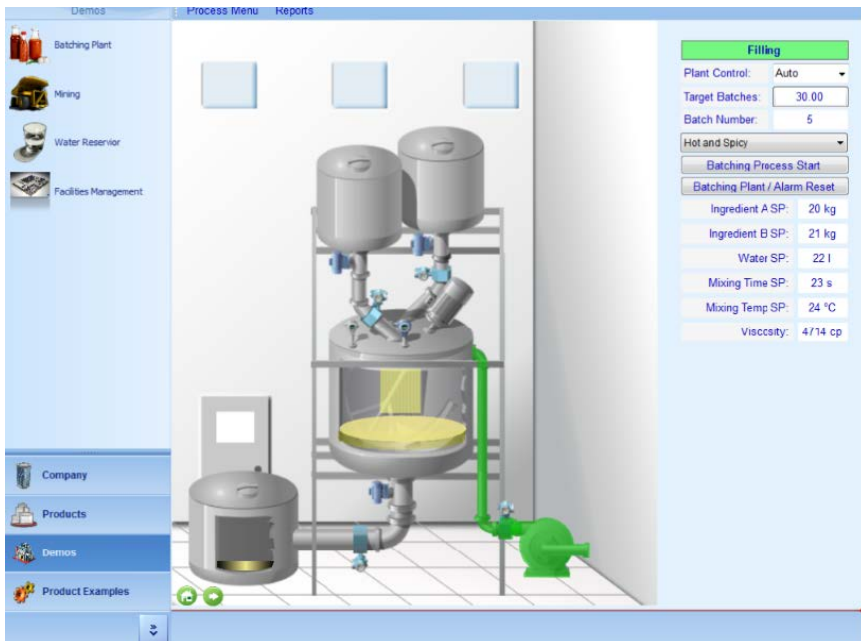 Demos
Process Menu Reports
Batching Plant
Mining
Water Reservior
Facilities Management
Company
Products
Demos
Product Examples
Filling
Plant Control: Auto
Target Batches: 30.00
Batch Number: 5
Hot and Spicy
Batching Process Start
Batching Plant / Alarm Reset
Ingredient A SP: 20 kg
Ingredient B SP: 21 kg
Water SP: 22 l
Mixing Time SP: 23 s
Mixing Temp SP: 24 °C
Viscosity: 4714 cp